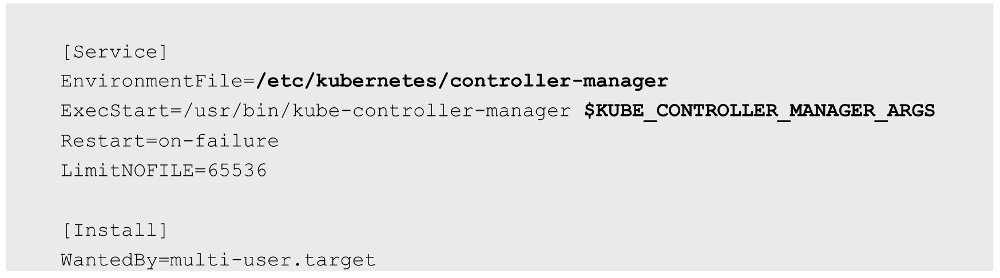 [Service]
EnvironmentFile=/etc/kubernetes/controller-manager
ExecStart=/usr/bin/kube-controller-manager $KUBE_CONTROLLER_MANAGER_ARGS
Restart=on-failure
LimitNOFILE=65536
[Install]
WantedBy=multi-user.target